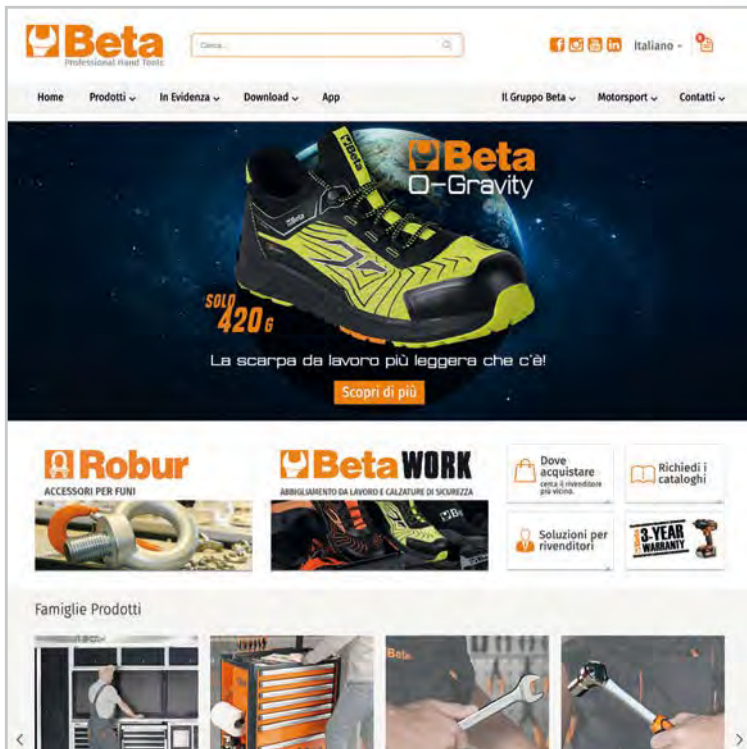 Beta
Professional Hand Tools
Cerca...
Italiano
0
Home
Prodotti
In Evidenza
Download
App
Il Gruppo Beta
Motorsport
Contatti
Beta
Beta
0-Gravity
SOLO
420 G
La scarpa da lavoro più leggera che c'è!
Scopri di più
Robur
ACCESSORI PER FUNI
Beta WORK
ABBIGLIAMENTO DA LAVORO E CALZATURE DI SICUREZZA
Dove
acquistare
cerca il rivenditore
più vicino.
Richiedi i
cataloghi
Soluzioni per
rivenditori
3-YEAR
WARRANTY
Famiglie Prodotti
Beta